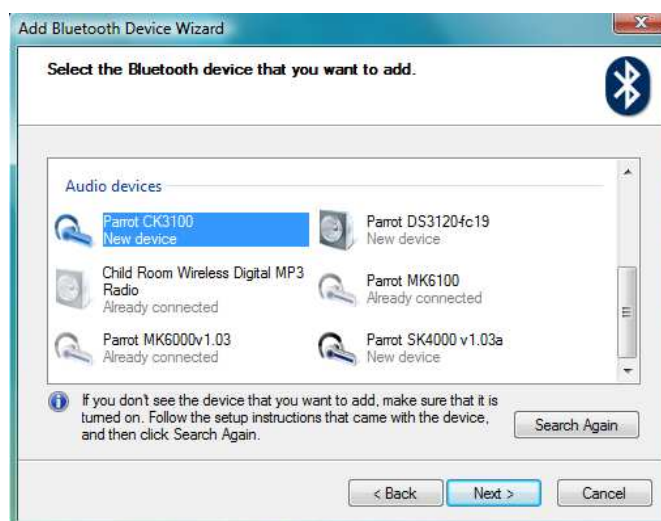 Add Bluetooth Device Wizard
Select the Bluetooth device that you want to add.
Audio devices
Parrot CK3100
New device
Parrot DS3120-fc19
New device
Child Room Wireless Digital MP3
Radio
Already connected
Parrot MK6100
Already connected
Parrot MK6000v1.03
Already connected
Parrot SK4000 v1.03a
New device
If you don't see the device that you want to add, make sure that it is
turned on. Follow the setup instructions that came with the device,
and then click Search Again.
Search Again
< Back
Next >
Cancel